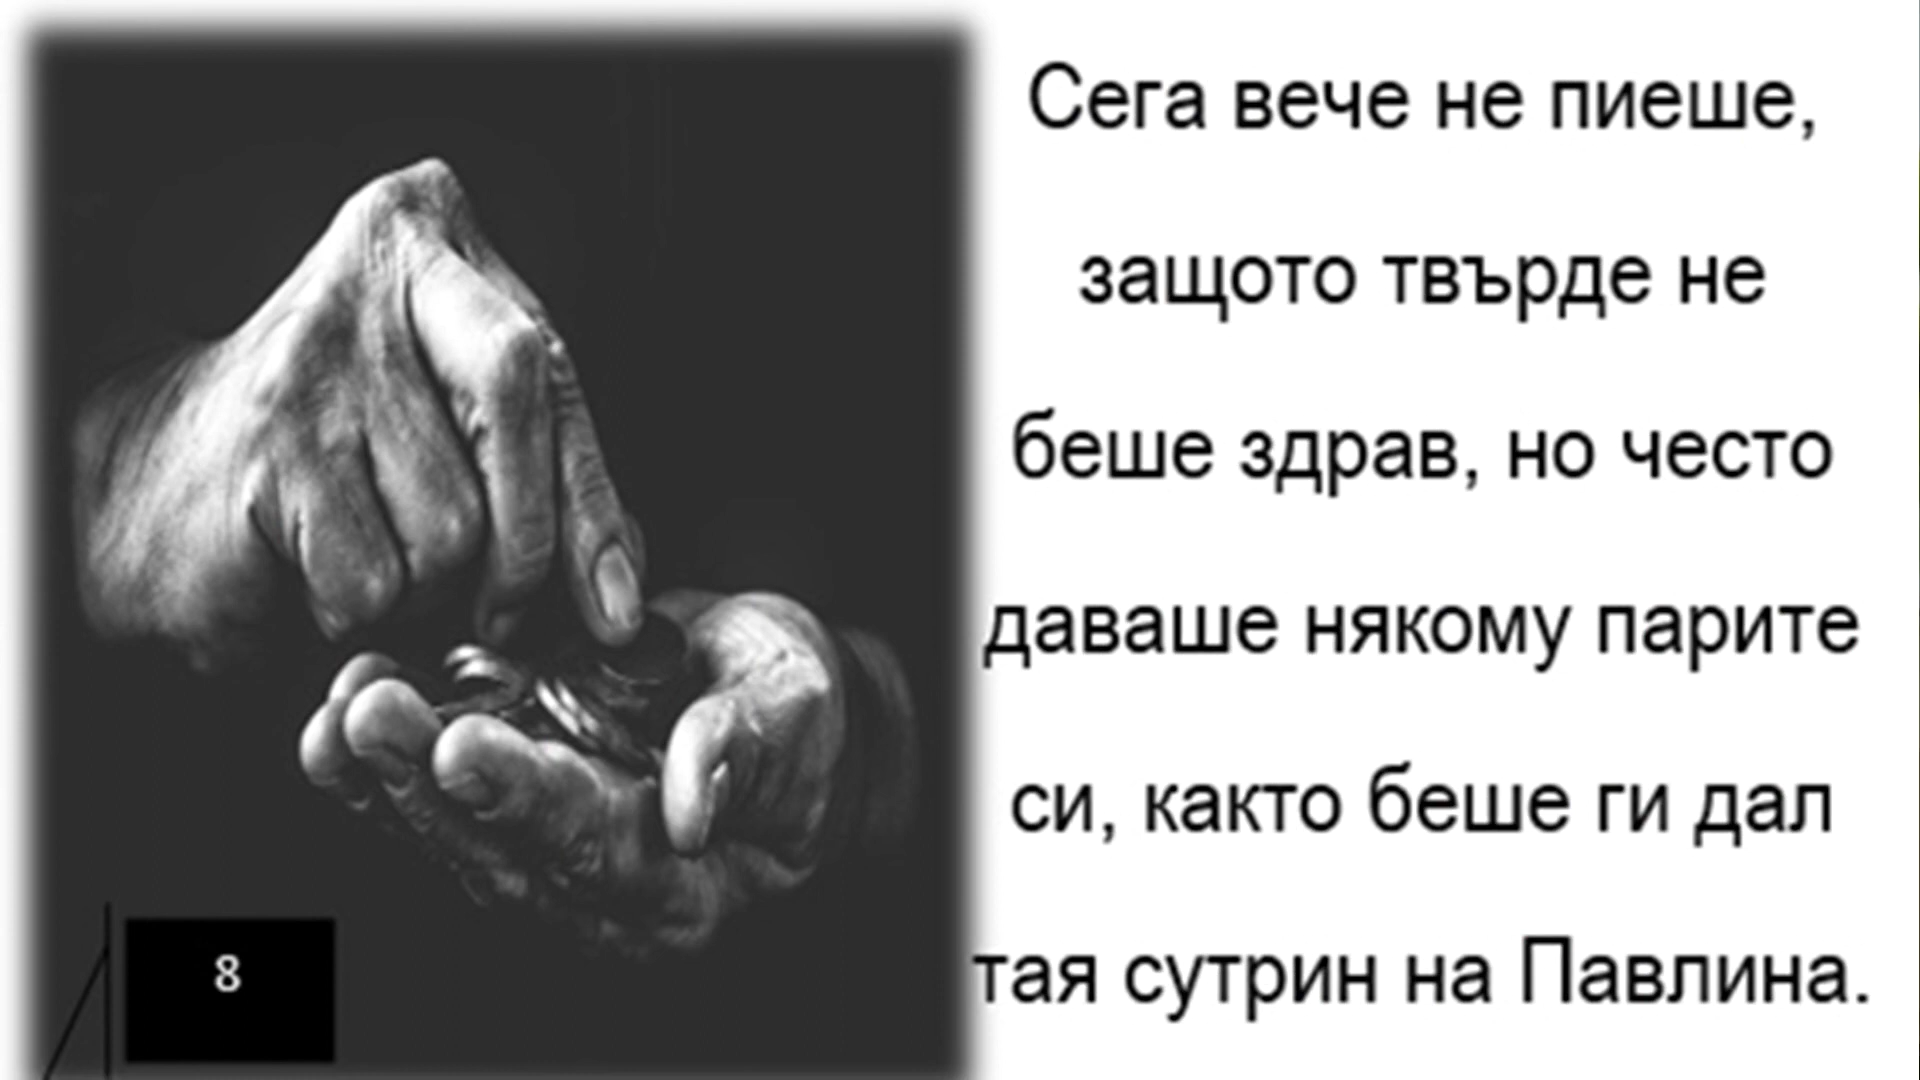 Сега вече не пиеше,
защото твърде не
беше здрав, но често
даваше някому парите
си, както беше ги дал
тая сутрин на Павлина.
8